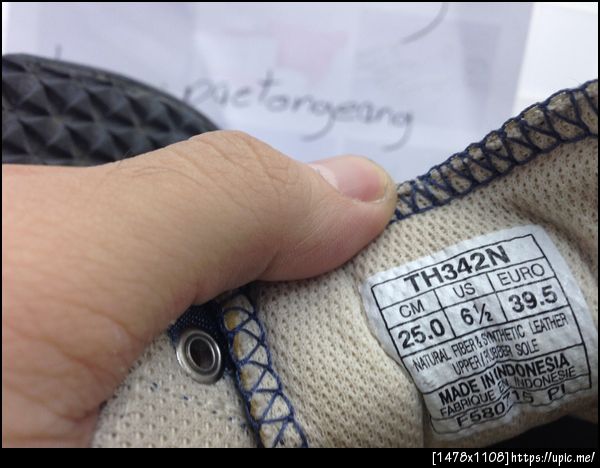 paetongeang
TH342N
CM US EURO
25.0 6½ 39.5
NATURAL FIBER & SYNTHETIC LEATHER
UPPER / RUBBER SOLE
MADE IN INDONESIA
FABRIQUE EN INDONESIE
[1478x1108]https://upic.me/